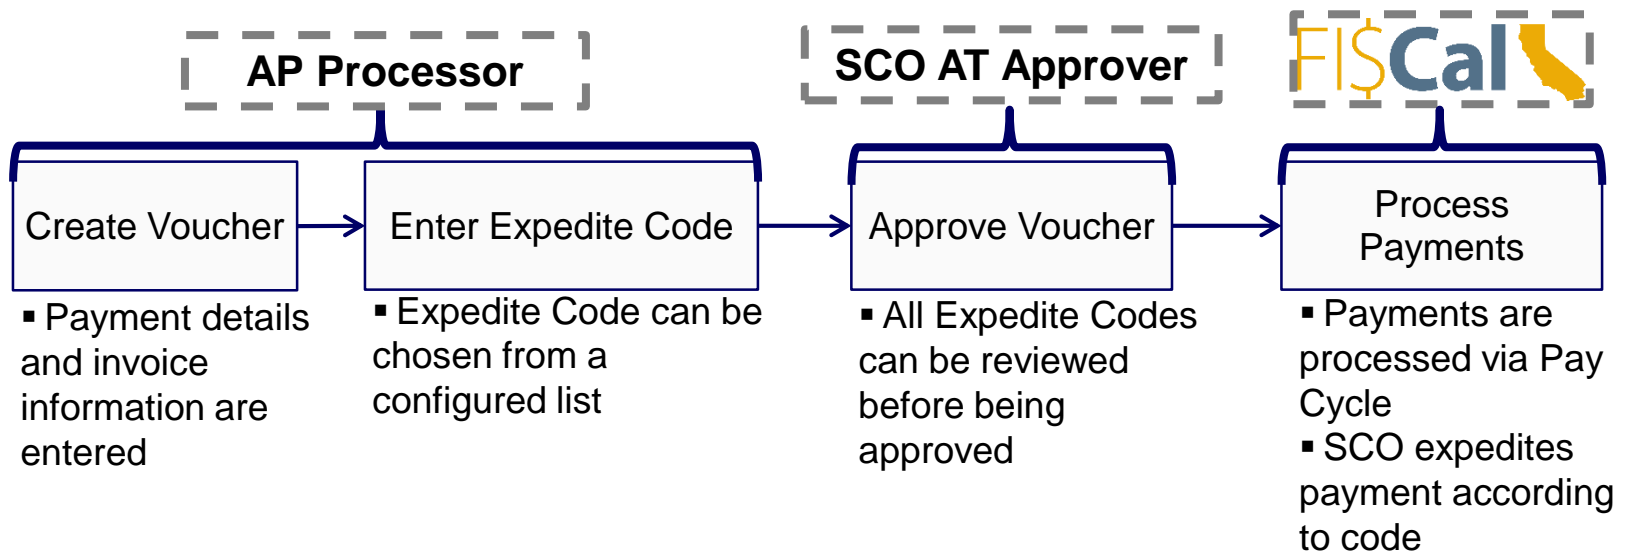 AP Processor
SCO AT Approver
FI$Cal
Create Voucher
Enter Expedite Code
Approve Voucher
Process
Payments
▪ Payment details
and invoice
information are
entered
▪ Expedite Code can be
chosen from a
configured list
▪ All Expedite Codes
can be reviewed
before being
approved
▪ Payments are
processed via Pay
Cycle
▪ SCO expedites
payment according
to code